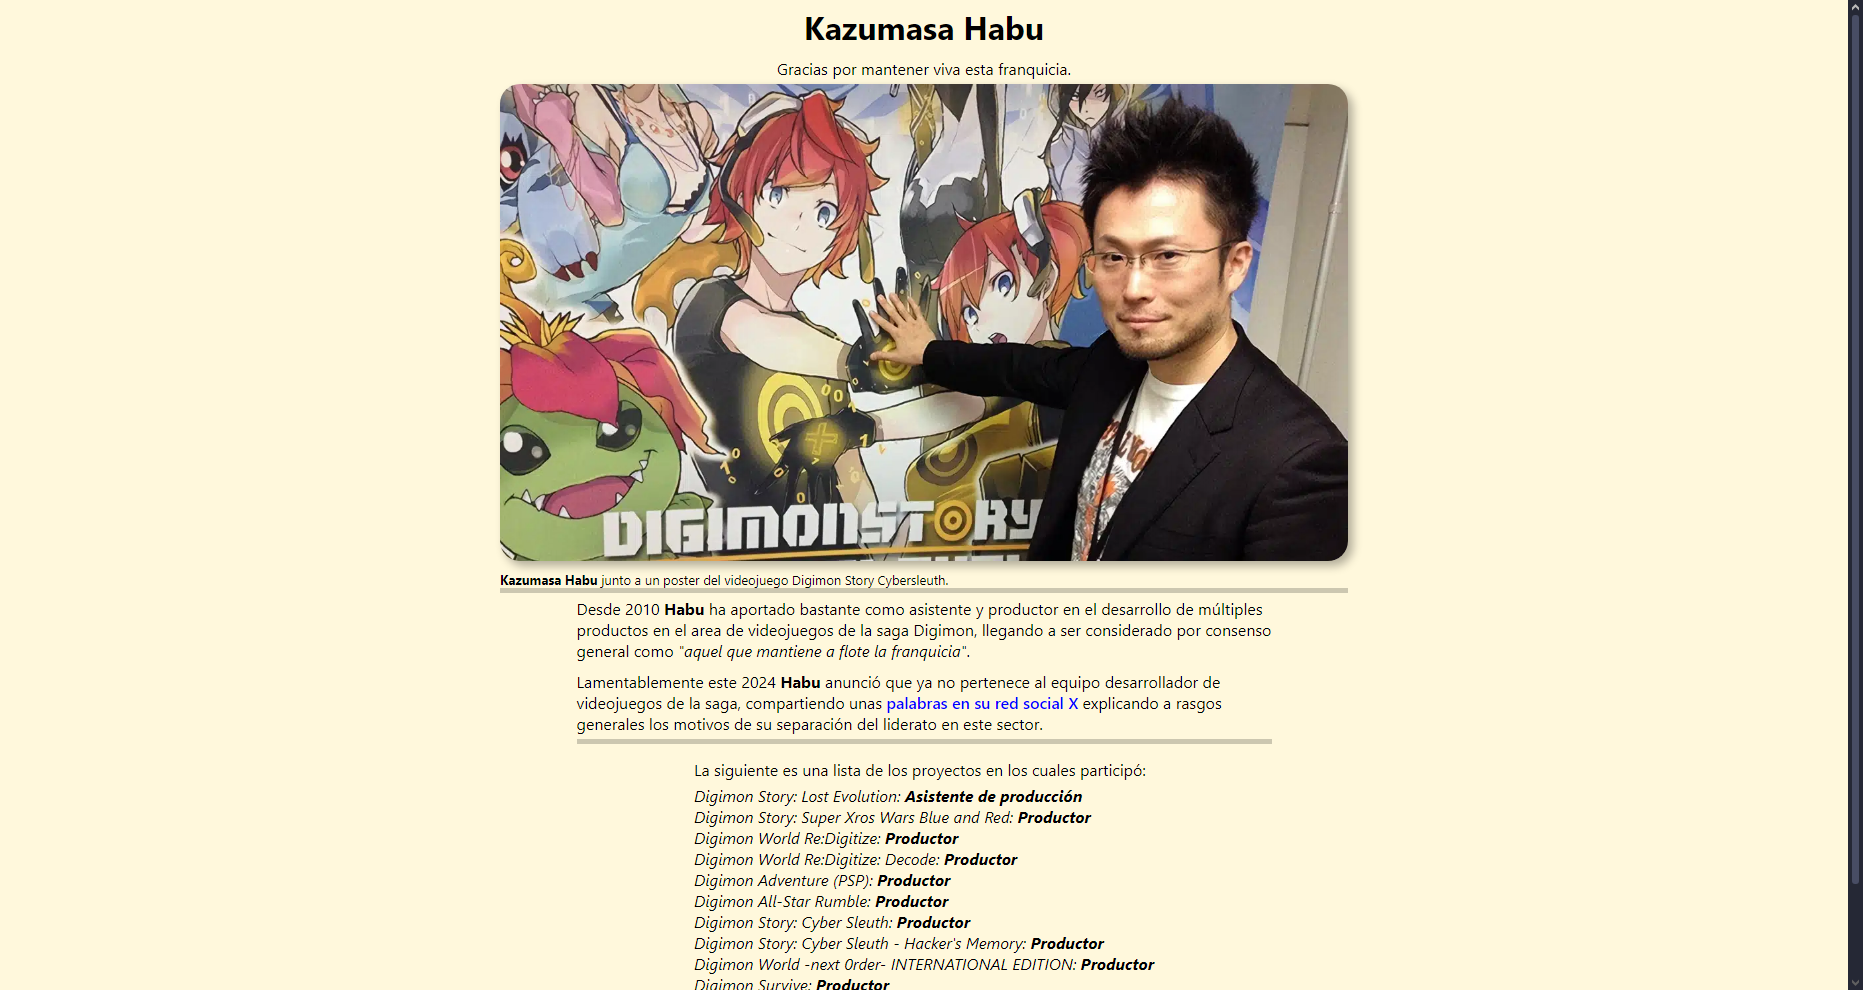 Kazumasa Habu
Gracias por mantener viva esta franquicia.
DIGIMONSTORY
Kazumasa Habu junto a un poster del videojuego Digimon Story Cybersleuth.
Desde 2010 Habu ha aportado bastante como asistente y productor en el desarrollo de múltiples
productos en el area de videojuegos de la saga Digimon, llegando a ser considerado por consenso
general como "aquel que mantiene a flote la franquicia".
Lamentablemente este 2024 Habu anunció que ya no pertenece al equipo desarrollador de
videojuegos de la saga, compartiendo unas palabras en su red social X explicando a rasgos
generales los motivos de su separación del liderato en este sector.
La siguiente es una lista de los proyectos en los cuales participó:
Digimon Story: Lost Evolution: Asistente de producción
Digimon Story: Super Xros Wars Blue and Red: Productor
Digimon World Re:Digitize: Productor
Digimon World Re:Digitize: Decode: Productor
Digimon Adventure (PSP): Productor
Digimon All-Star Rumble: Productor
Digimon Story: Cyber Sleuth: Productor
Digimon Story: Cyber Sleuth - Hacker's Memory: Productor
Digimon World -next 0rder- INTERNATIONAL EDITION: Productor
Digimon Survive: Productor